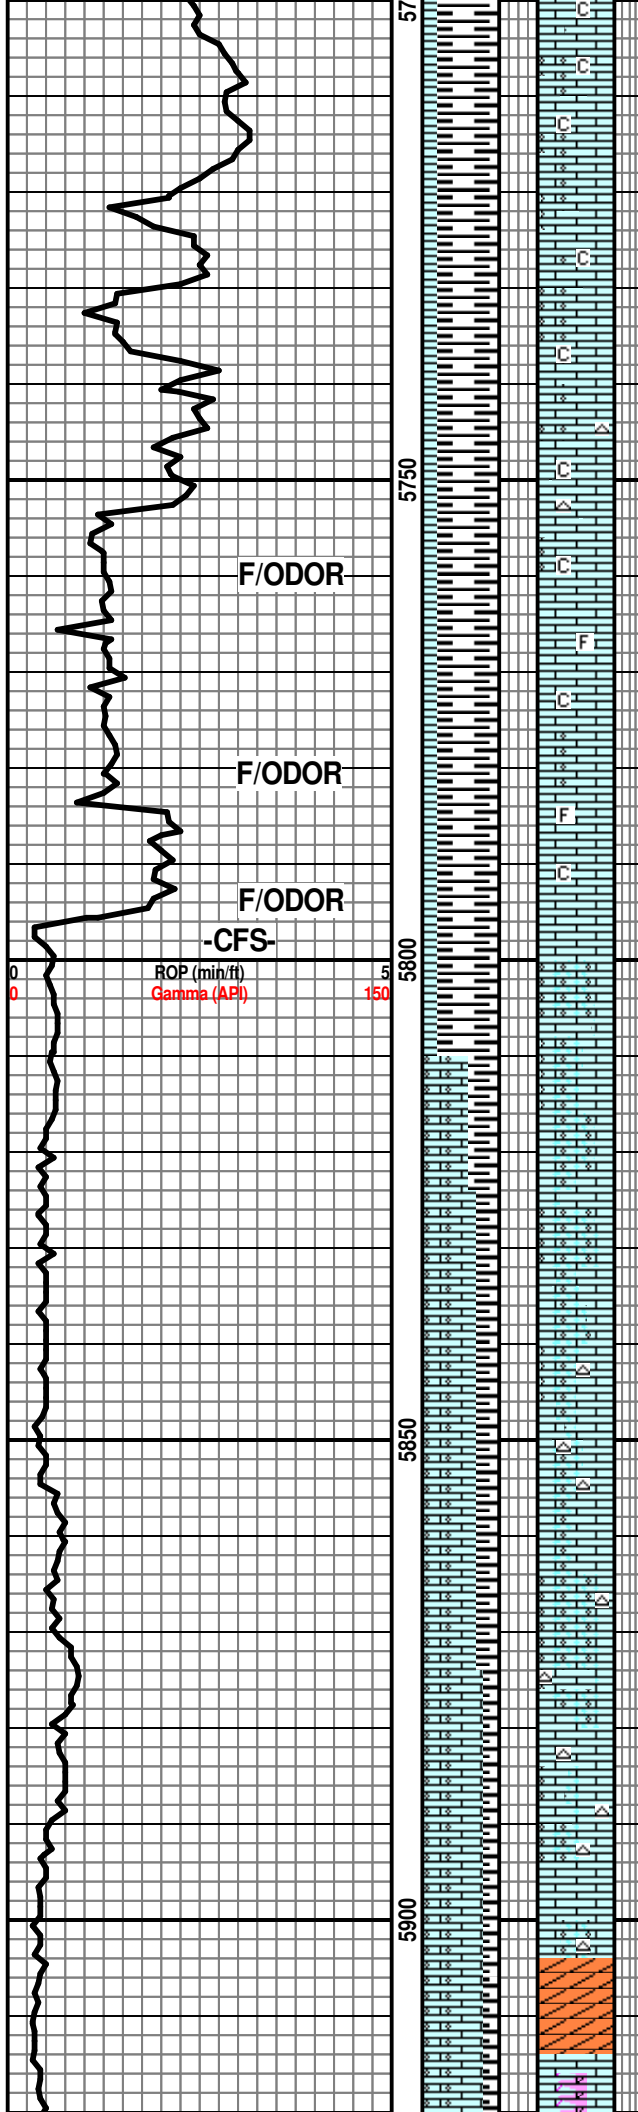 57
C
C
C
C
C
C
5750
C
F/ODOR
F
C
F/ODOR
F
C
F/ODOR
-CFS-
5800
0 ROP (min/ft) 5
0 Gamma (API) 150
5850
5900